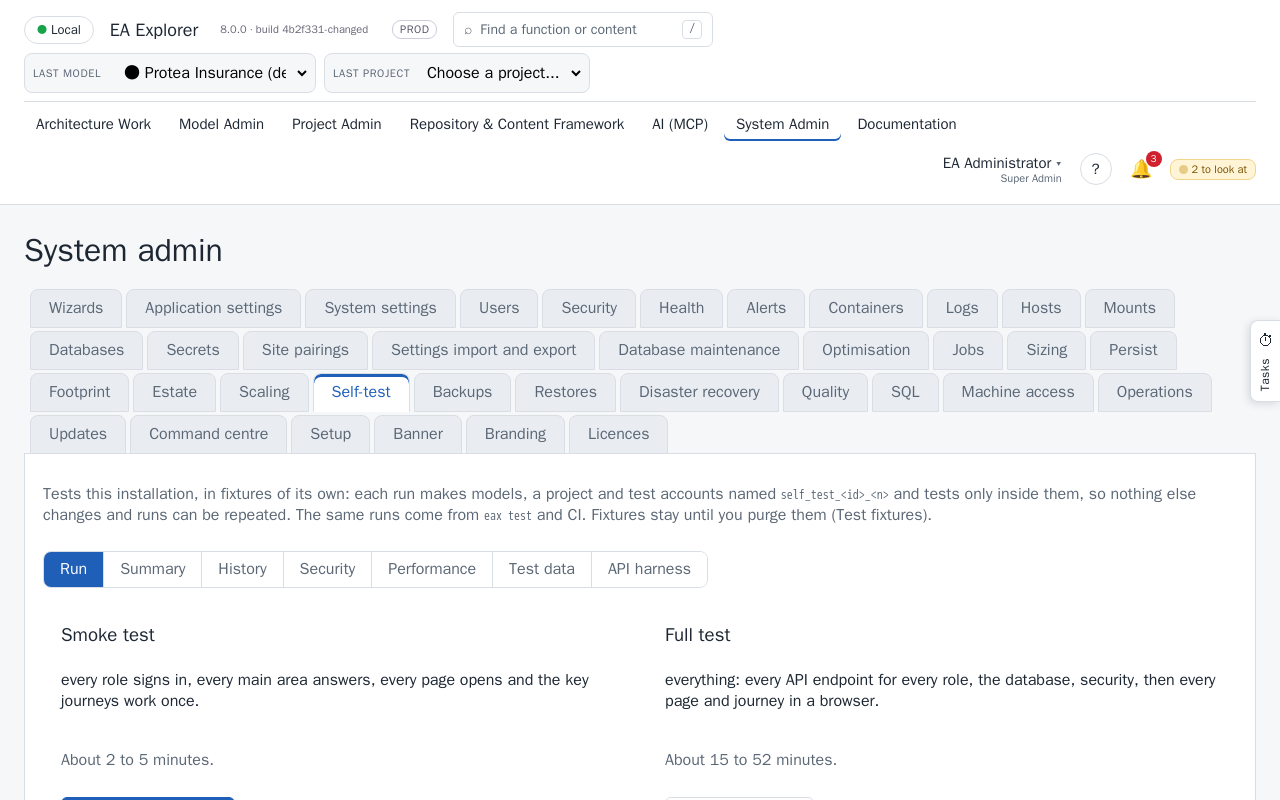 Local EA Explorer 8.0.0 · build 4b2f331-changed PROD Find a function or content /
LAST MODEL Protea Insurance (de LAST PROJECT Choose a project...
Architecture Work Model Admin Project Admin Repository & Content Framework AI (MCP) System Admin Documentation
EA Administrator ? 3 2 to look at
Super Admin
System admin
Wizards Application settings System settings Users Security Health Alerts Containers Logs Hosts Mounts
Databases Secrets Site pairings Settings import and export Database maintenance Optimisation Jobs Sizing Persist
Footprint Estate Scaling Self-test Backups Restores Disaster recovery Quality SQL Machine access Operations
Updates Command centre Setup Banner Branding Licences
Tasks
Tests this installation, in fixtures of its own: each run makes models, a project and test accounts named self_test_<id>_<n> and tests only inside them, so nothing else
changes and runs can be repeated. The same runs come from eax test and CI. Fixtures stay until you purge them (Test fixtures).
Run Summary History Security Performance Test data API harness
Smoke test
every role signs in, every main area answers, every page opens and the key
journeys work once.
About 2 to 5 minutes.
Full test
everything: every API endpoint for every role, the database, security, then every
page and journey in a browser.
About 15 to 52 minutes.